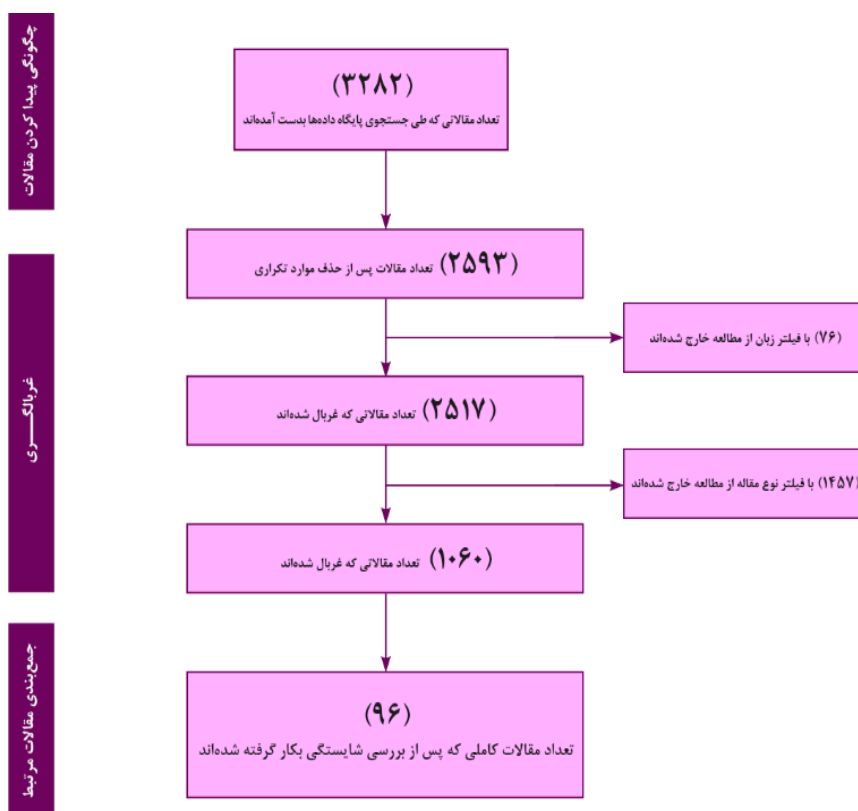 چگونگی پیدا کردن مقالات
(۳۲۸۲)
تعداد مقالاتی که طی جستجوی پایگاه داده‌ها بدست آمده‌اند
غربالگـــــری
(۲۵۹۳) تعداد مقالات پس از حذف موارد تکراری
(۷۶) با فیلتر زبان از مطالعه خارج شده‌اند
(۲۵۱۷) تعداد مقالاتی که غربال شده‌اند
(۱۴۵۷) با فیلتر نوع مقاله از مطالعه خارج شده‌اند
(۱۰۶۰) تعداد مقالاتی که غربال شده‌اند
جمع‌بندی مقالات مرتبط
(۹۶)
تعداد مقالات کاملی که پس از بررسی شایستگی بکار گرفته شده‌اند